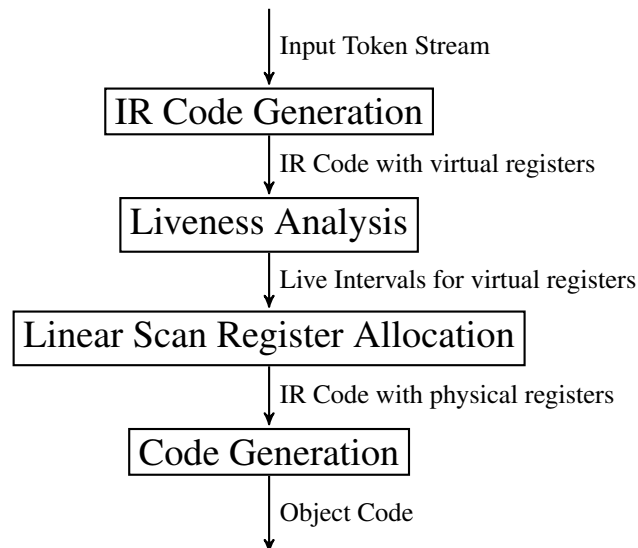 Input Token Stream
IR Code Generation
IR Code with virtual registers
Liveness Analysis
Live Intervals for virtual registers
Linear Scan Register Allocation
IR Code with physical registers
Code Generation
Object Code